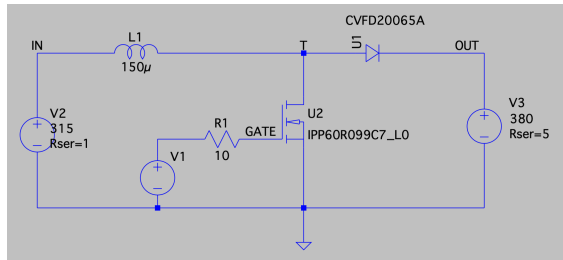 CVFD20065A
IN
L1
150µ
T
U1
OUT
V2
315
Rser=1
R1
10
GATE
U2
IPP60R099C7_L0
V1
V3
380
Rser=5